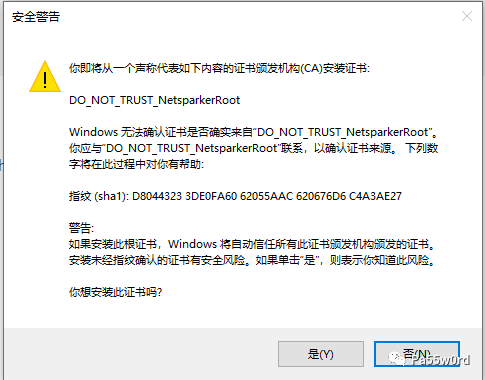 安全警告
你即将从一个声称代表如下内容的证书颁发机构(CA)安装证书:
DO_NOT_TRUST_NetsparkerRoot
Windows 无法确认证书是否确实来自“DO_NOT_TRUST_NetsparkerRoot”。
你应与“DO_NOT_TRUST_NetsparkerRoot”联系，以确认证书来源。 下列数
字将在此过程中对你有帮助:
指纹 (sha1): D8044323 3DE0FA60 62055AAC 620676D6 C4A3AE27
警告:
如果安装此根证书，Windows 将自动信任所有此证书颁发机构颁发的证书。
安装未经指纹确认的证书有安全风险。如果单击“是”，则表示你知道此风险。
你想安装此证书吗?
是(Y)
否(N)
Pa55w0rd